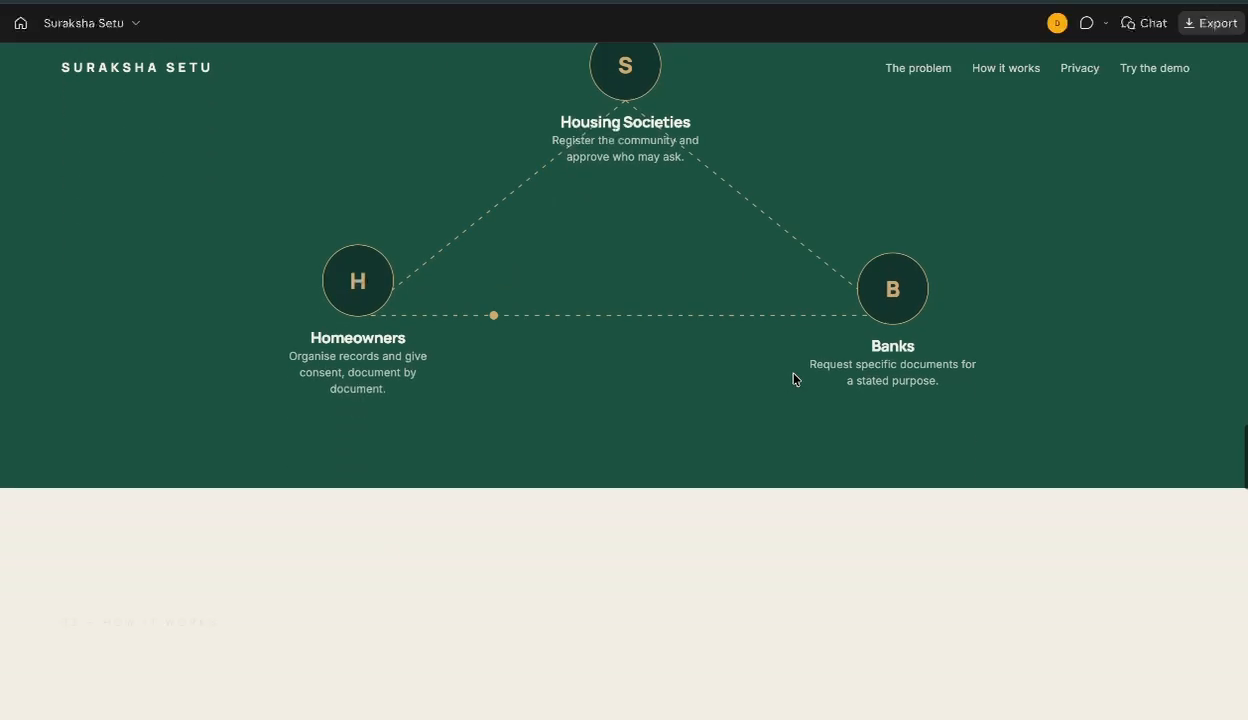 Suraksha Setu
D
Chat
Export
SURAKSHA SETU
The problem
How it works
Privacy
Try the demo
S
Housing Societies
Register the community and
approve who may ask.
H
Homeowners
Organise records and give
consent, document by
document.
B
Banks
Request specific documents for
a stated purpose.